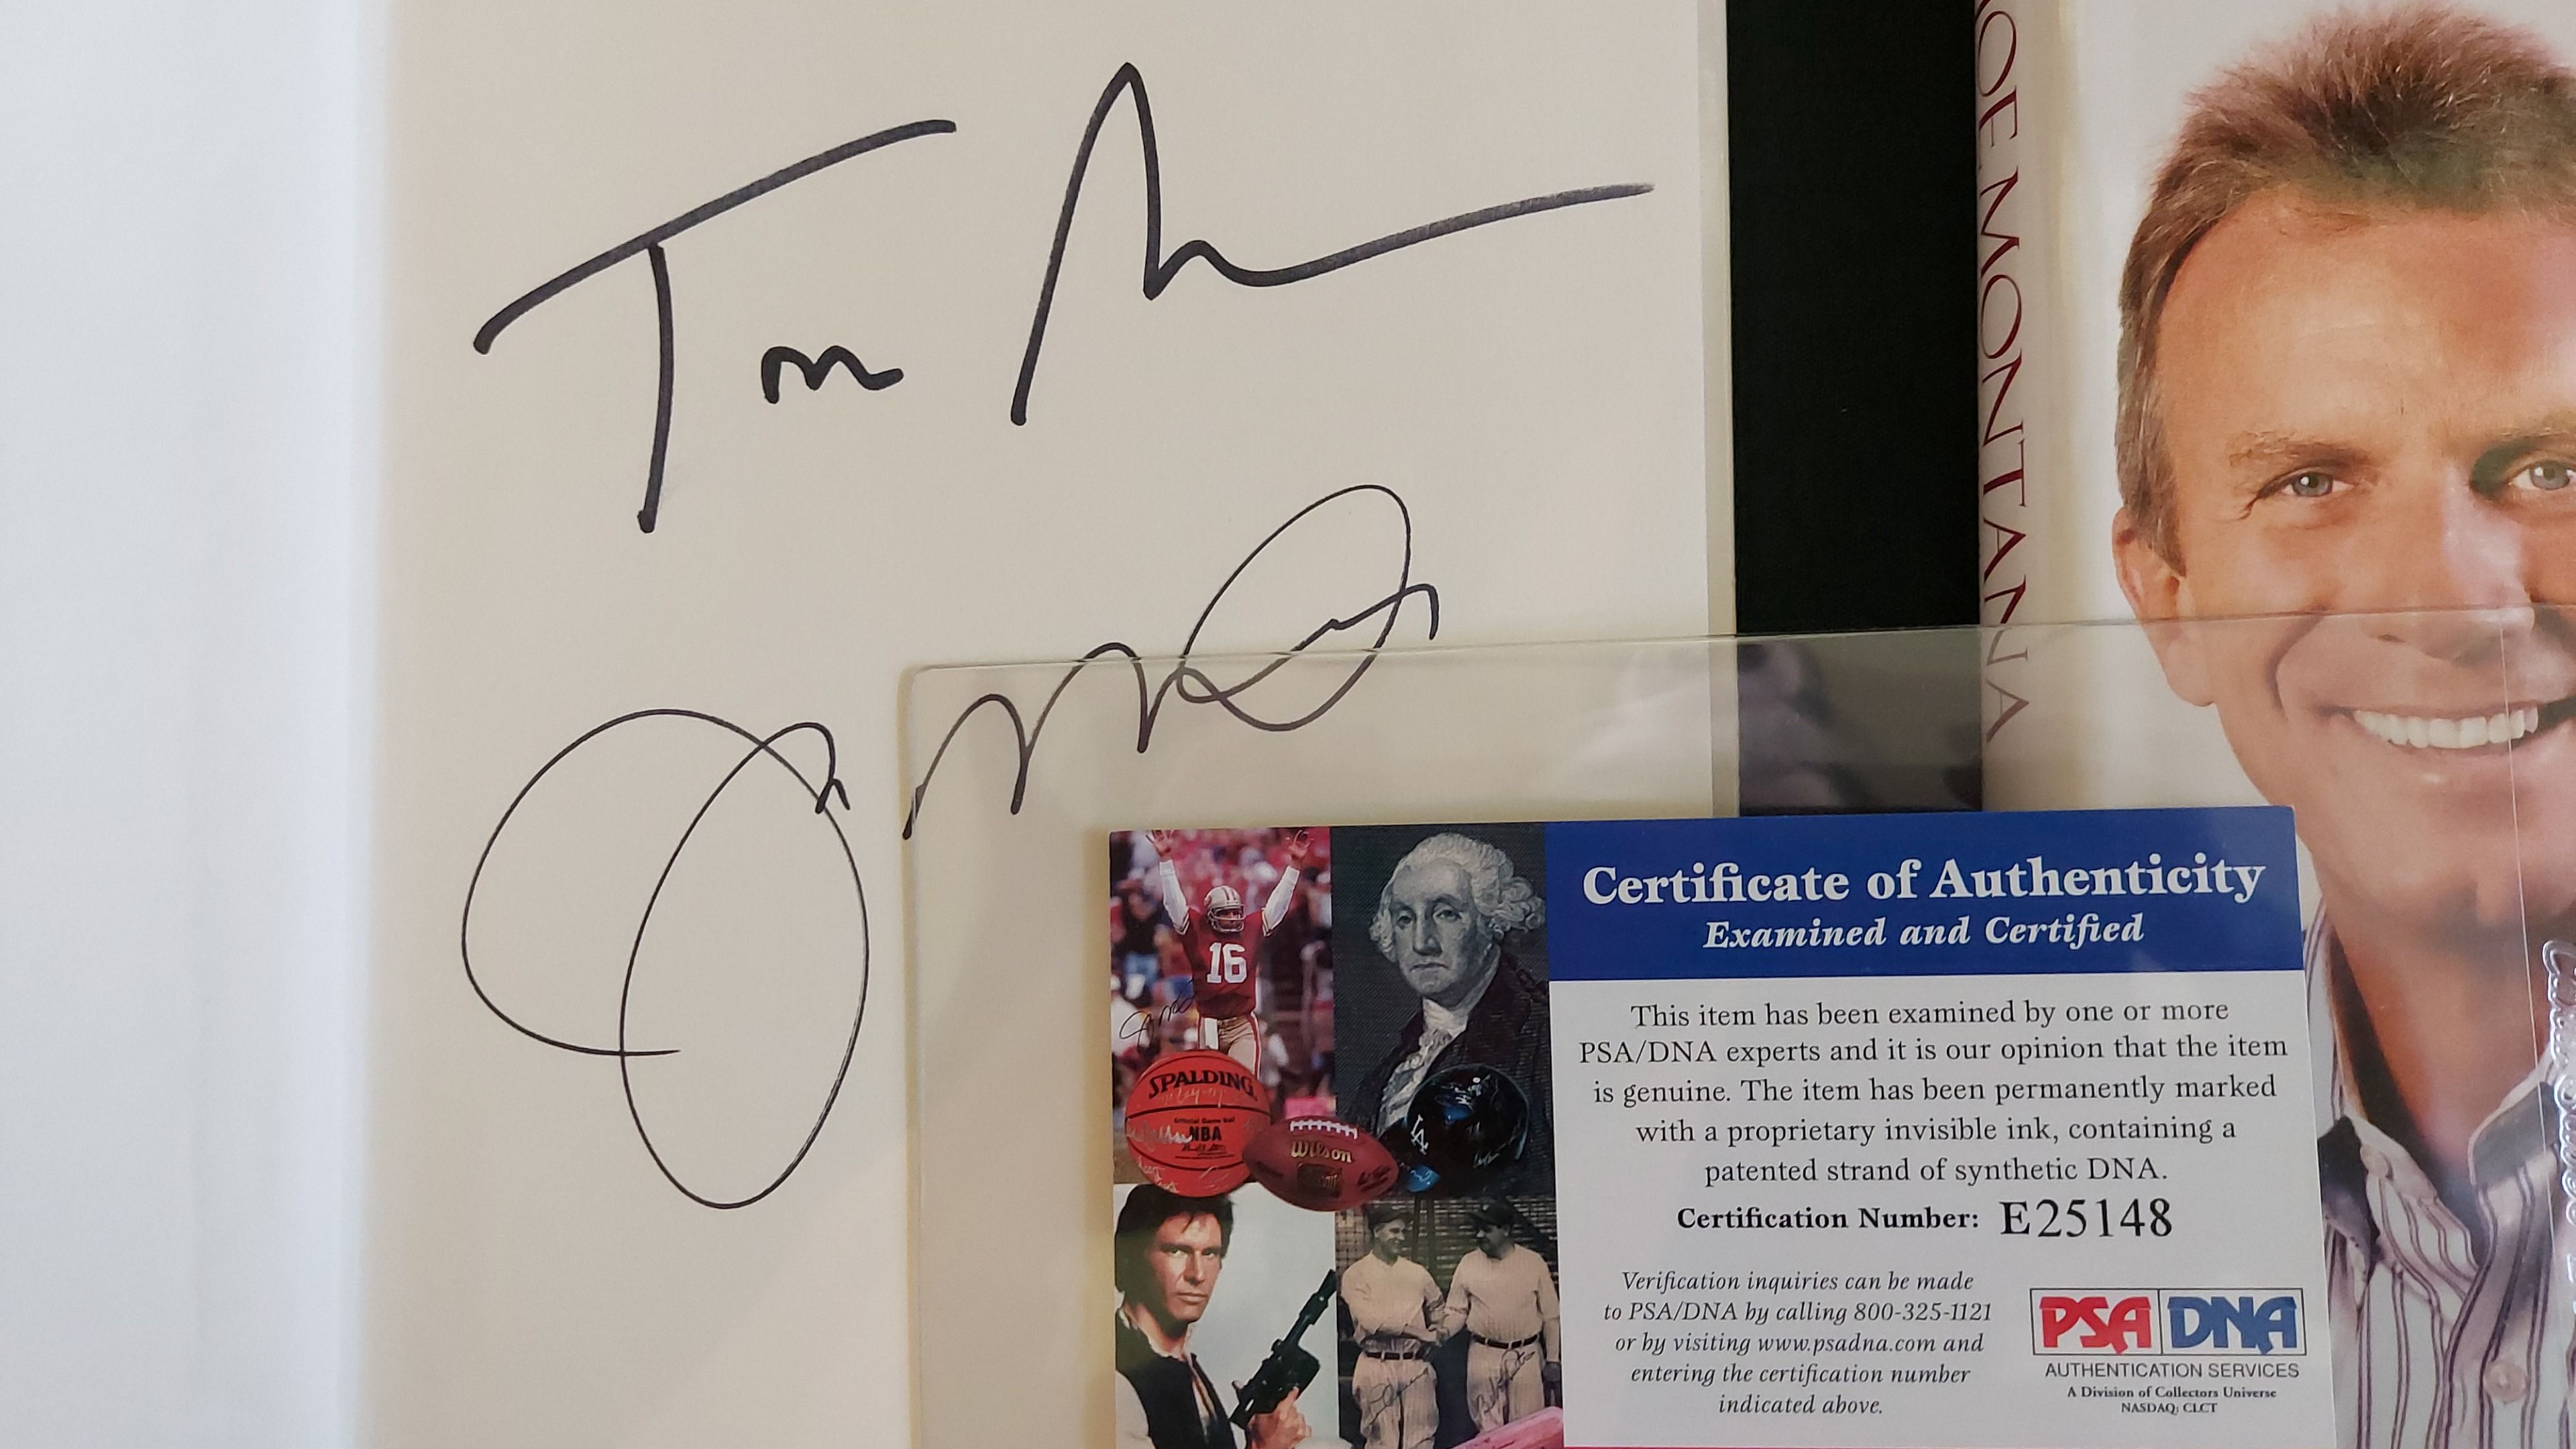 Tom
JOE MONTANA
Certificate of Authenticity
Examined and Certified
This item has been examined by one or more
PSA/DNA experts and it is our opinion that the item
is genuine. The item has been permanently marked
with a proprietary invisible ink, containing a
patented strand of synthetic DNA.
Certification Number: E25148
Verification inquiries can be made
to PSA/DNA by calling 800-325-1121
or by visiting www.psadna.com and
entering the certification number
indicated above.
PSA DNA
AUTHENTICATION SERVICES
A Division of Collectors Universe
NASDAQ: CLCT
16
SPALDING
Official Game Ball
NBA
Wilson
LA